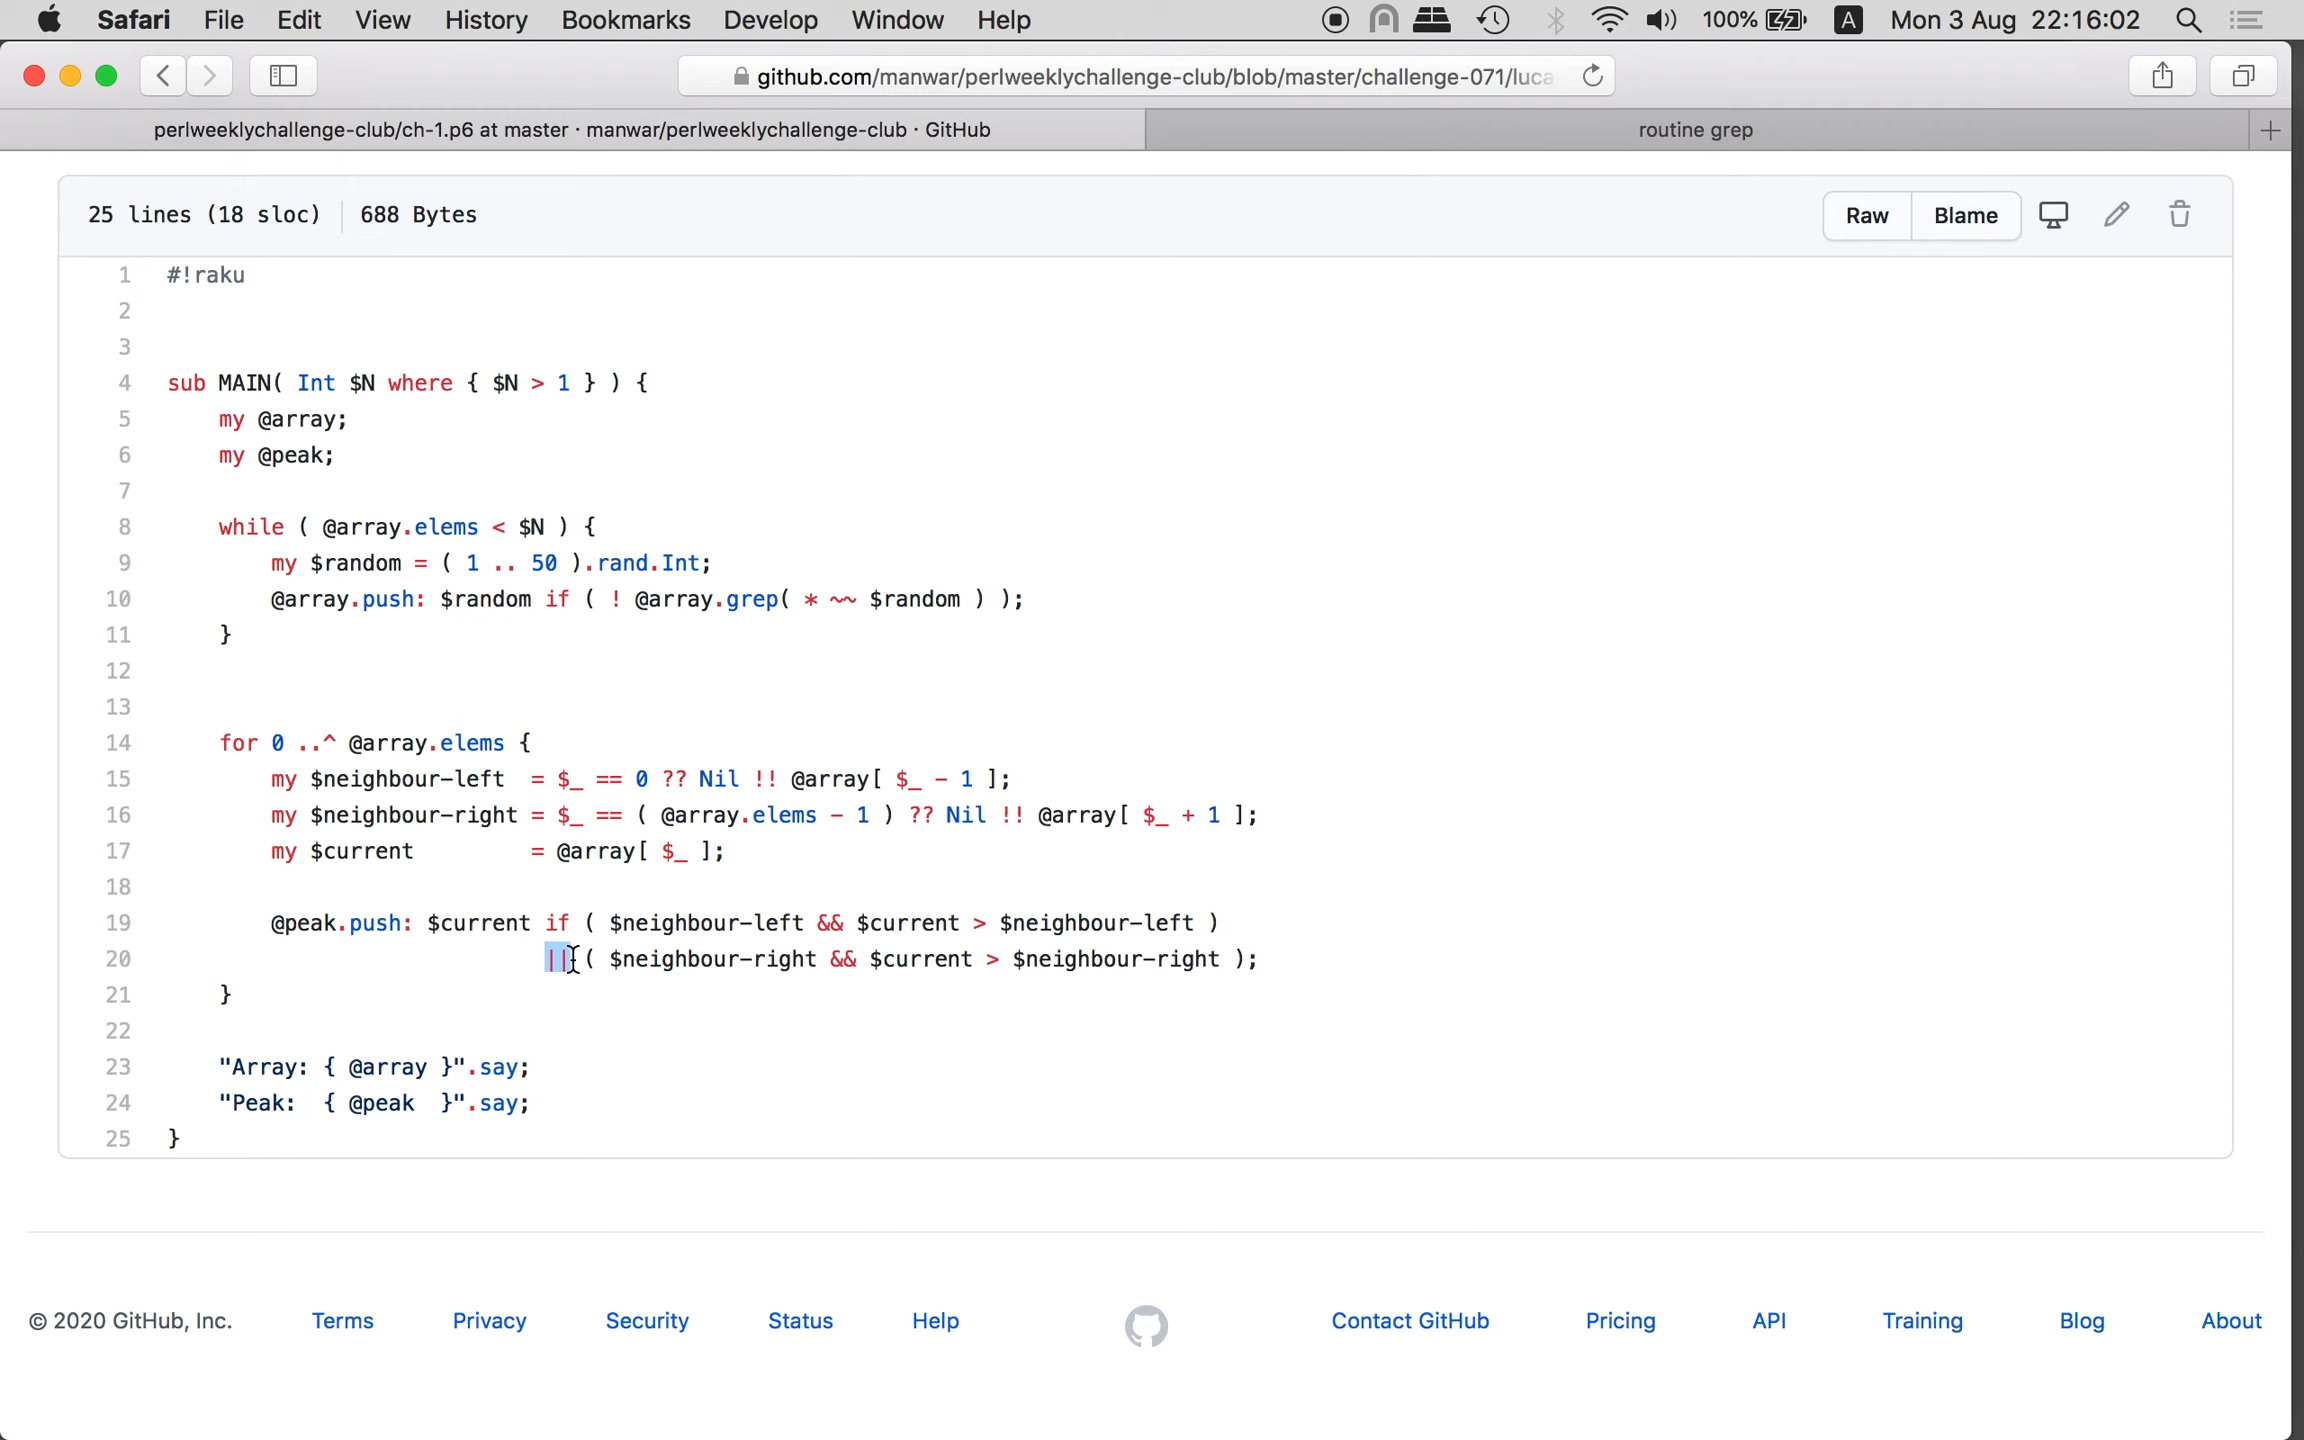 Safari File Edit View History Bookmarks Develop Window Help 100% A Mon 3 Aug 22:16:02
github.com/manwar/perlweeklychallenge-club/blob/master/challenge-071/luca
perlweeklychallenge-club/ch-1.p6 at master · manwar/perlweeklychallenge-club · GitHub routine grep
25 lines (18 sloc) 688 Bytes Raw Blame
1 #!raku
2
3
4 sub MAIN( Int $N where { $N > 1 } ) {
5 my @array;
6 my @peak;
7
8 while ( @array.elems < $N ) {
9 my $random = ( 1 .. 50 ).rand.Int;
10 @array.push: $random if ( ! @array.grep( * ~~ $random ) );
11 }
12
13
14 for 0 ..^ @array.elems {
15 my $neighbour-left = $_ == 0 ?? Nil !! @array[ $_ - 1 ];
16 my $neighbour-right = $_ == ( @array.elems - 1 ) ?? Nil !! @array[ $_ + 1 ];
17 my $current = @array[ $_ ];
18
19 @peak.push: $current if ( $neighbour-left && $current > $neighbour-left )
20 || ( $neighbour-right && $current > $neighbour-right );
21 }
22
23 "Array: { @array }".say;
24 "Peak: { @peak }".say;
25 }
© 2020 GitHub, Inc. Terms Privacy Security Status Help Contact GitHub Pricing API Training Blog About